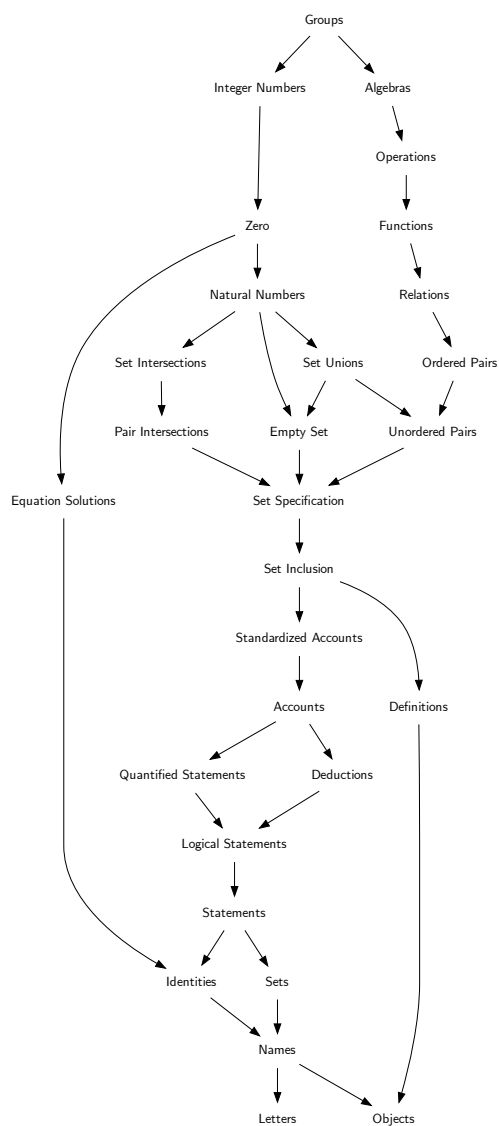 Groups
Integer Numbers
Algebras
Operations
Zero
Functions
Natural Numbers
Relations
Set Intersections
Set Unions
Ordered Pairs
Pair Intersections
Empty Set
Unordered Pairs
Equation Solutions
Set Specification
Set Inclusion
Standardized Accounts
Accounts
Definitions
Quantified Statements
Deductions
Logical Statements
Statements
Identities
Sets
Names
Letters
Objects